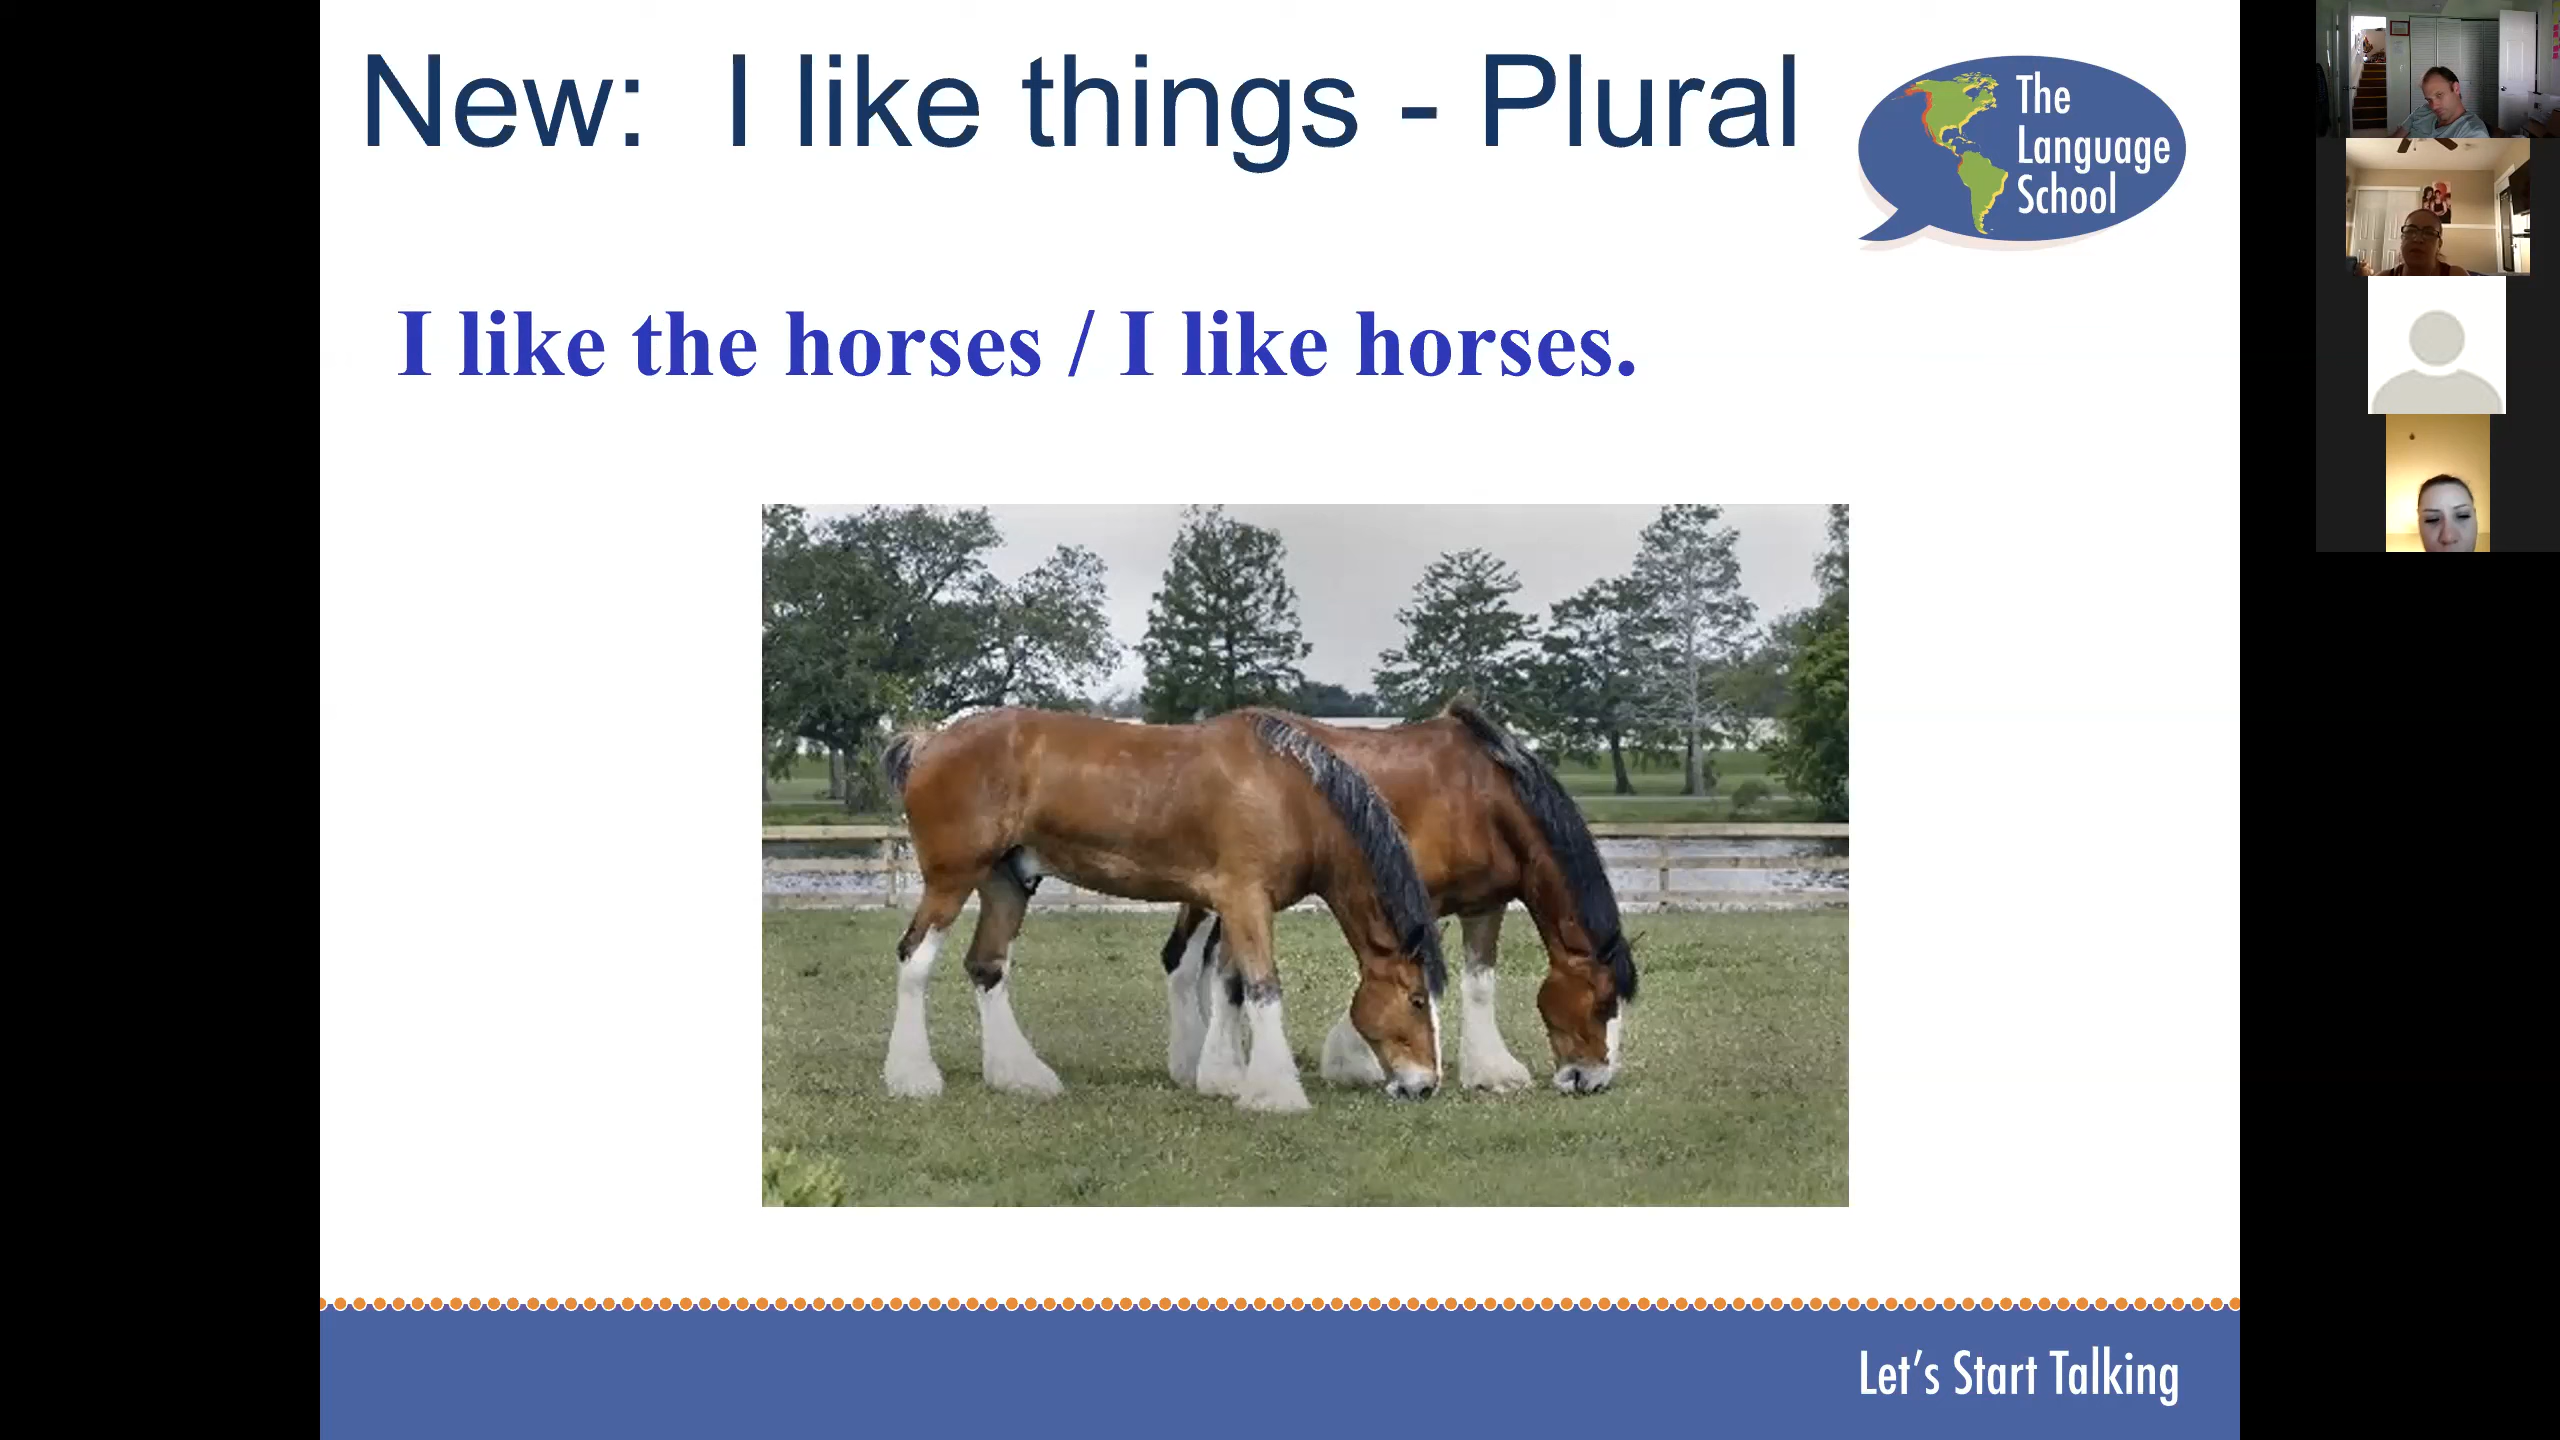 New: I like things - Plural
The
Language
School
I like the horses / I like horses.
Let's Start Talking